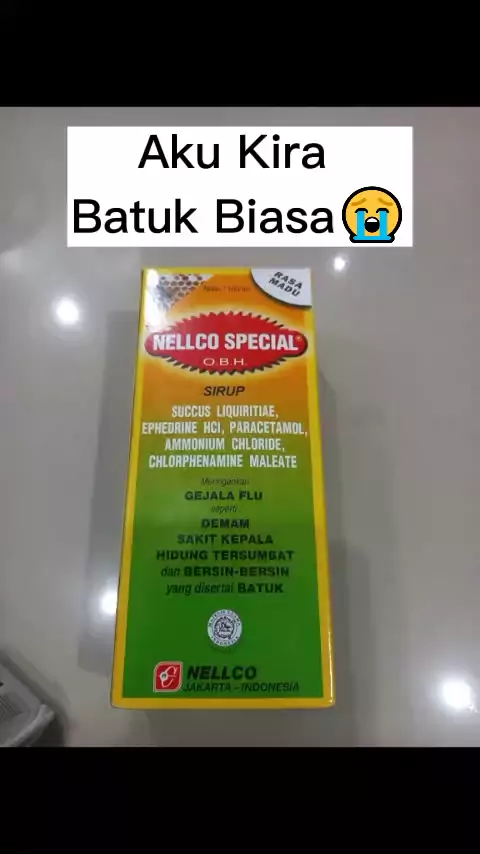 Aku Kira
Batuk Biasa😭
RASA
MADU
NELLCO SPECIAL®
O.B.H.
SIRUP
SUCCUS LIQUIRITIAE,
EPHEDRINE HCl, PARACETAMOL,
AMMONIUM CHLORIDE,
CHLORPHENAMINE MALEATE
Meringankan
GEJALA FLU
seperti
DEMAM
SAKIT KEPALA
HIDUNG TERSUMBAT
dan BERSIN-BERSIN
yang disertai BATUK
NELLCO
JAKARTA - INDONESIA